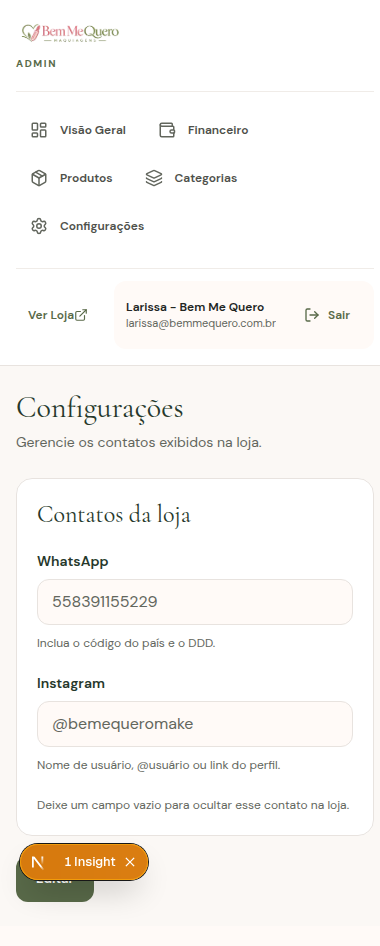 Bem Me Quero
MAQUIAGENS
ADMIN
Visão Geral
Financeiro
Produtos
Categorias
Configurações
Ver Loja
Larissa - Bem Me Quero
larissa@bemmequero.com.br
Sair
Configurações
Gerencie os contatos exibidos na loja.
Contatos da loja
WhatsApp
558391155229
Inclua o código do país e o DDD.
Instagram
@bemequeromake
Nome de usuário, @usuário ou link do perfil.
Deixe um campo vazio para ocultar esse contato na loja.
1 Insight